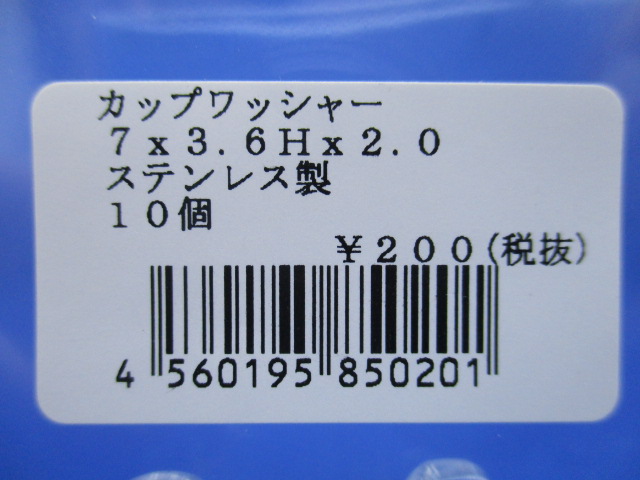 カップワッシャー
７ｘ３．６Ｈｘ２．０
ステンレス製
１０個
￥２００(税抜)
4 560195 850201